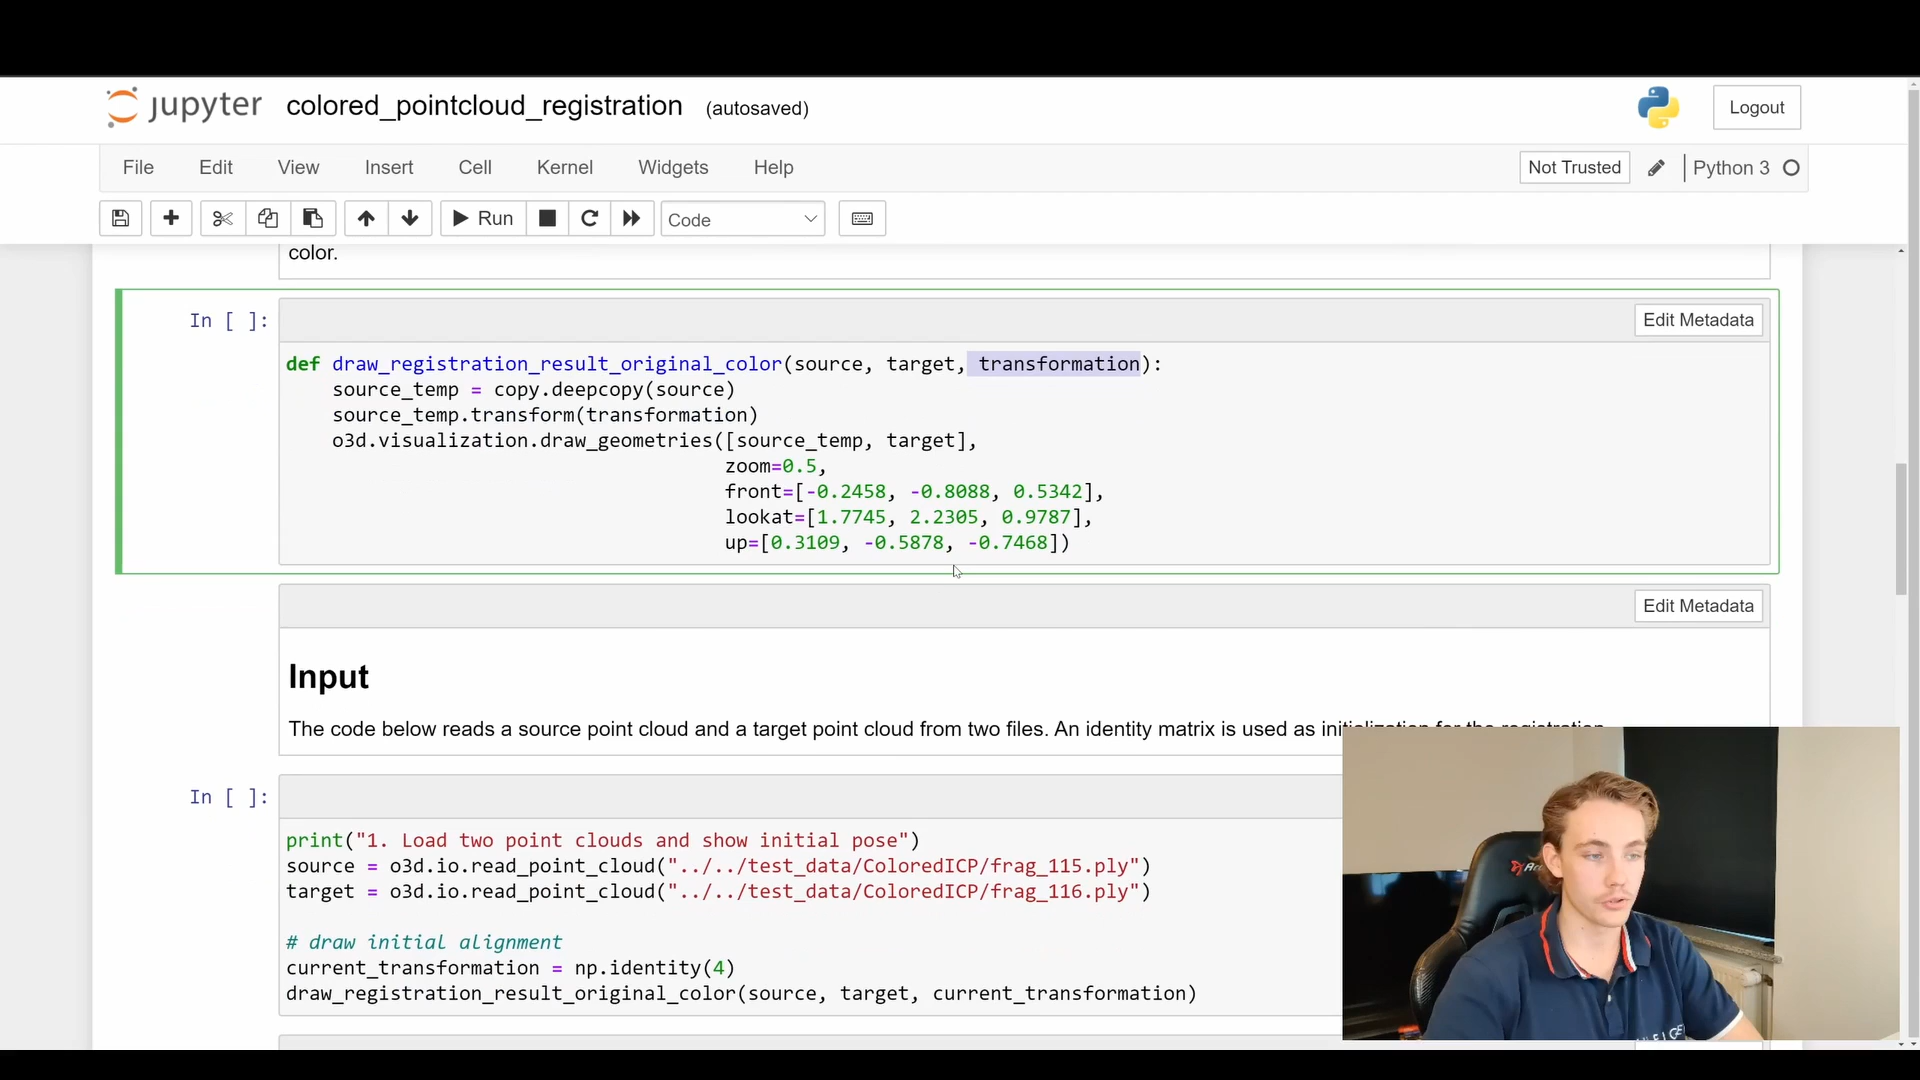 jupyter colored_pointcloud_registration (autosaved)
Logout
File Edit View Insert Cell Kernel Widgets Help
Not Trusted
Python 3
Run
Code
color.
In [ ]:
Edit Metadata
def draw_registration_result_original_color(source, target, transformation):
    source_temp = copy.deepcopy(source)
    source_temp.transform(transformation)
    o3d.visualization.draw_geometries([source_temp, target],
                                      zoom=0.5,
                                      front=[-0.2458, -0.8088, 0.5342],
                                      lookat=[1.7745, 2.2305, 0.9787],
                                      up=[0.3109, -0.5878, -0.7468])
Edit Metadata
Input
The code below reads a source point cloud and a target point cloud from two files. An identity matrix is used as initialization for the registration.
In [ ]:
print("1. Load two point clouds and show initial pose")
source = o3d.io.read_point_cloud("../../test_data/ColoredICP/frag_115.ply")
target = o3d.io.read_point_cloud("../../test_data/ColoredICP/frag_116.ply")
# draw initial alignment
current_transformation = np.identity(4)
draw_registration_result_original_color(source, target, current_transformation)